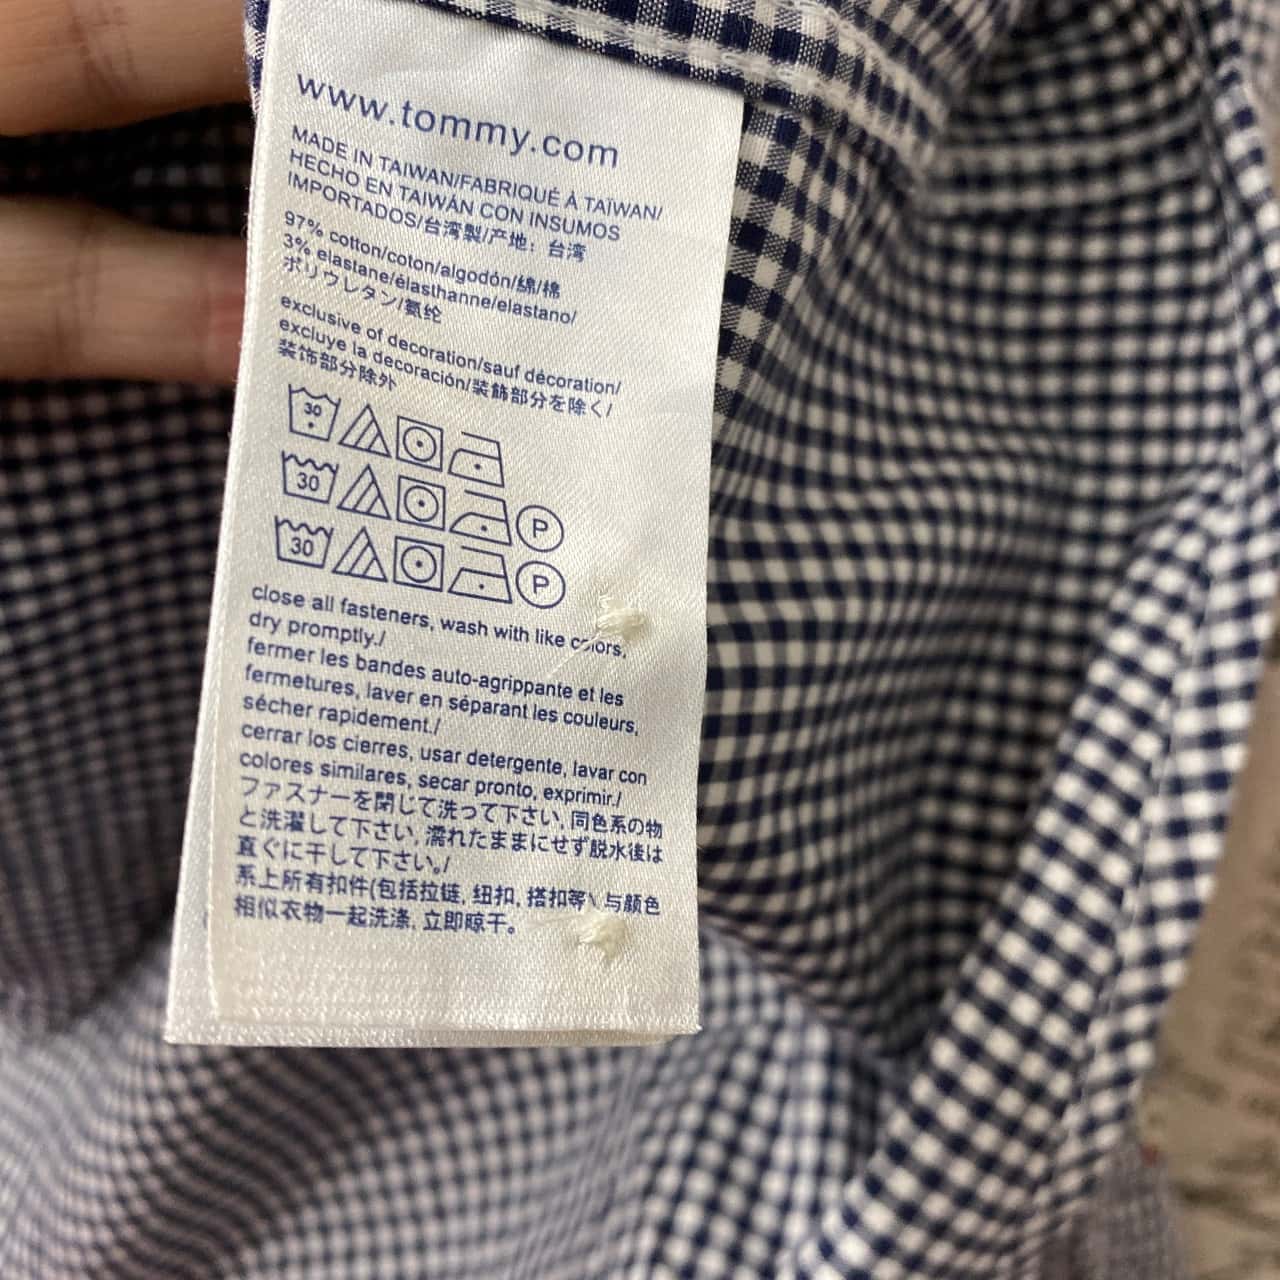 www.tommy.com
MADE IN TAIWAN/FABRIQUÉ À TAÏWAN/
HECHO EN TAIWÁN CON INSUMOS
IMPORTADOS/台湾製/产地：台湾
97% cotton/coton/algodón/綿/棉
3% elastane/élasthanne/elastano/
ポリウレタン/氨纶
exclusive of decoration/sauf décoration/
excluye la decoración/装飾部分を除く/
装饰部分除外
30
30 P
30 P
close all fasteners, wash with like colors,
dry promptly./
fermer les bandes auto-agrippante et les
fermetures, laver en séparant les couleurs,
sécher rapidement./
cerrar los cierres, usar detergente, lavar con
colores similares, secar pronto, exprimir./
ファスナーを閉じて洗って下さい, 同色系の物
と洗濯して下さい, 濡れたままにせず脱水後は
直ぐに干して下さい。/
系上所有扣件(包括拉链, 纽扣, 搭扣等) 与颜色
相似衣物一起洗涤, 立即晾干。